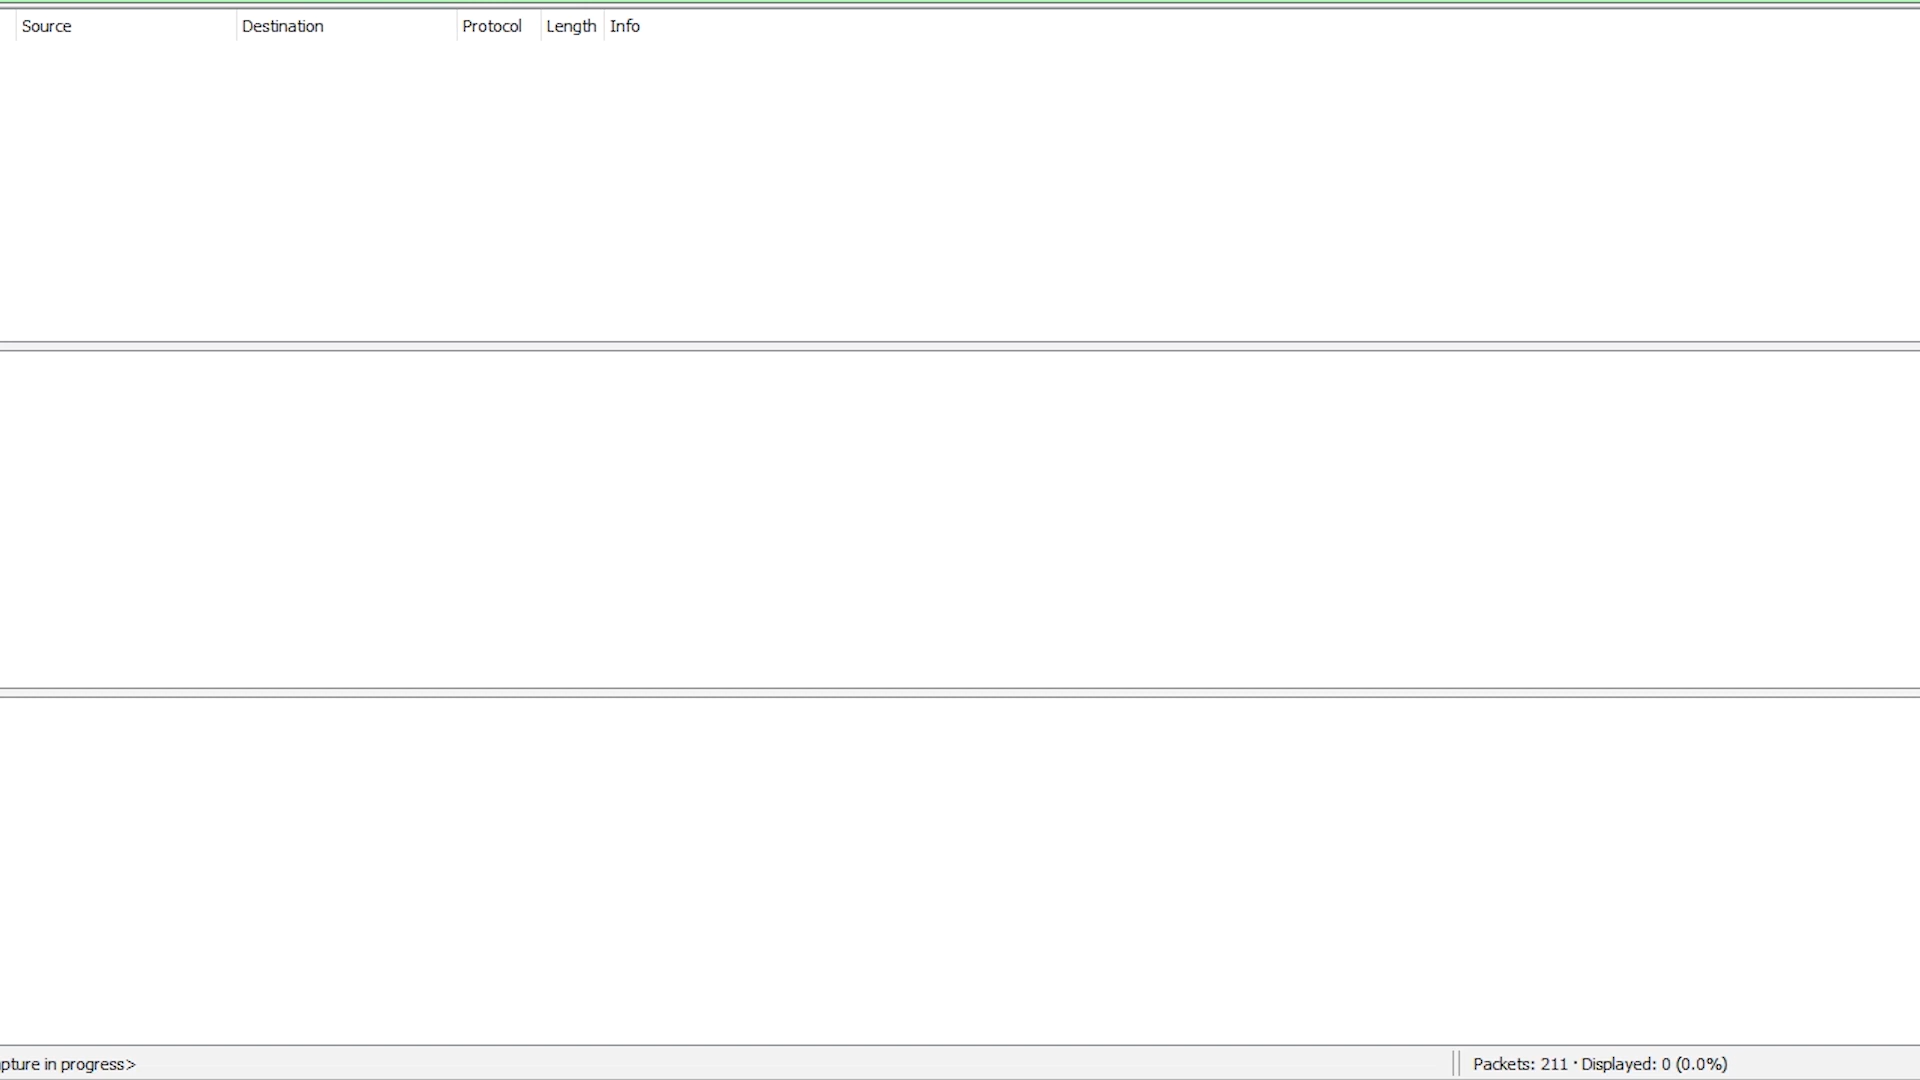 Source Destination Protocol Length Info
pture in progress> Packets: 211 · Displayed: 0 (0.0%)